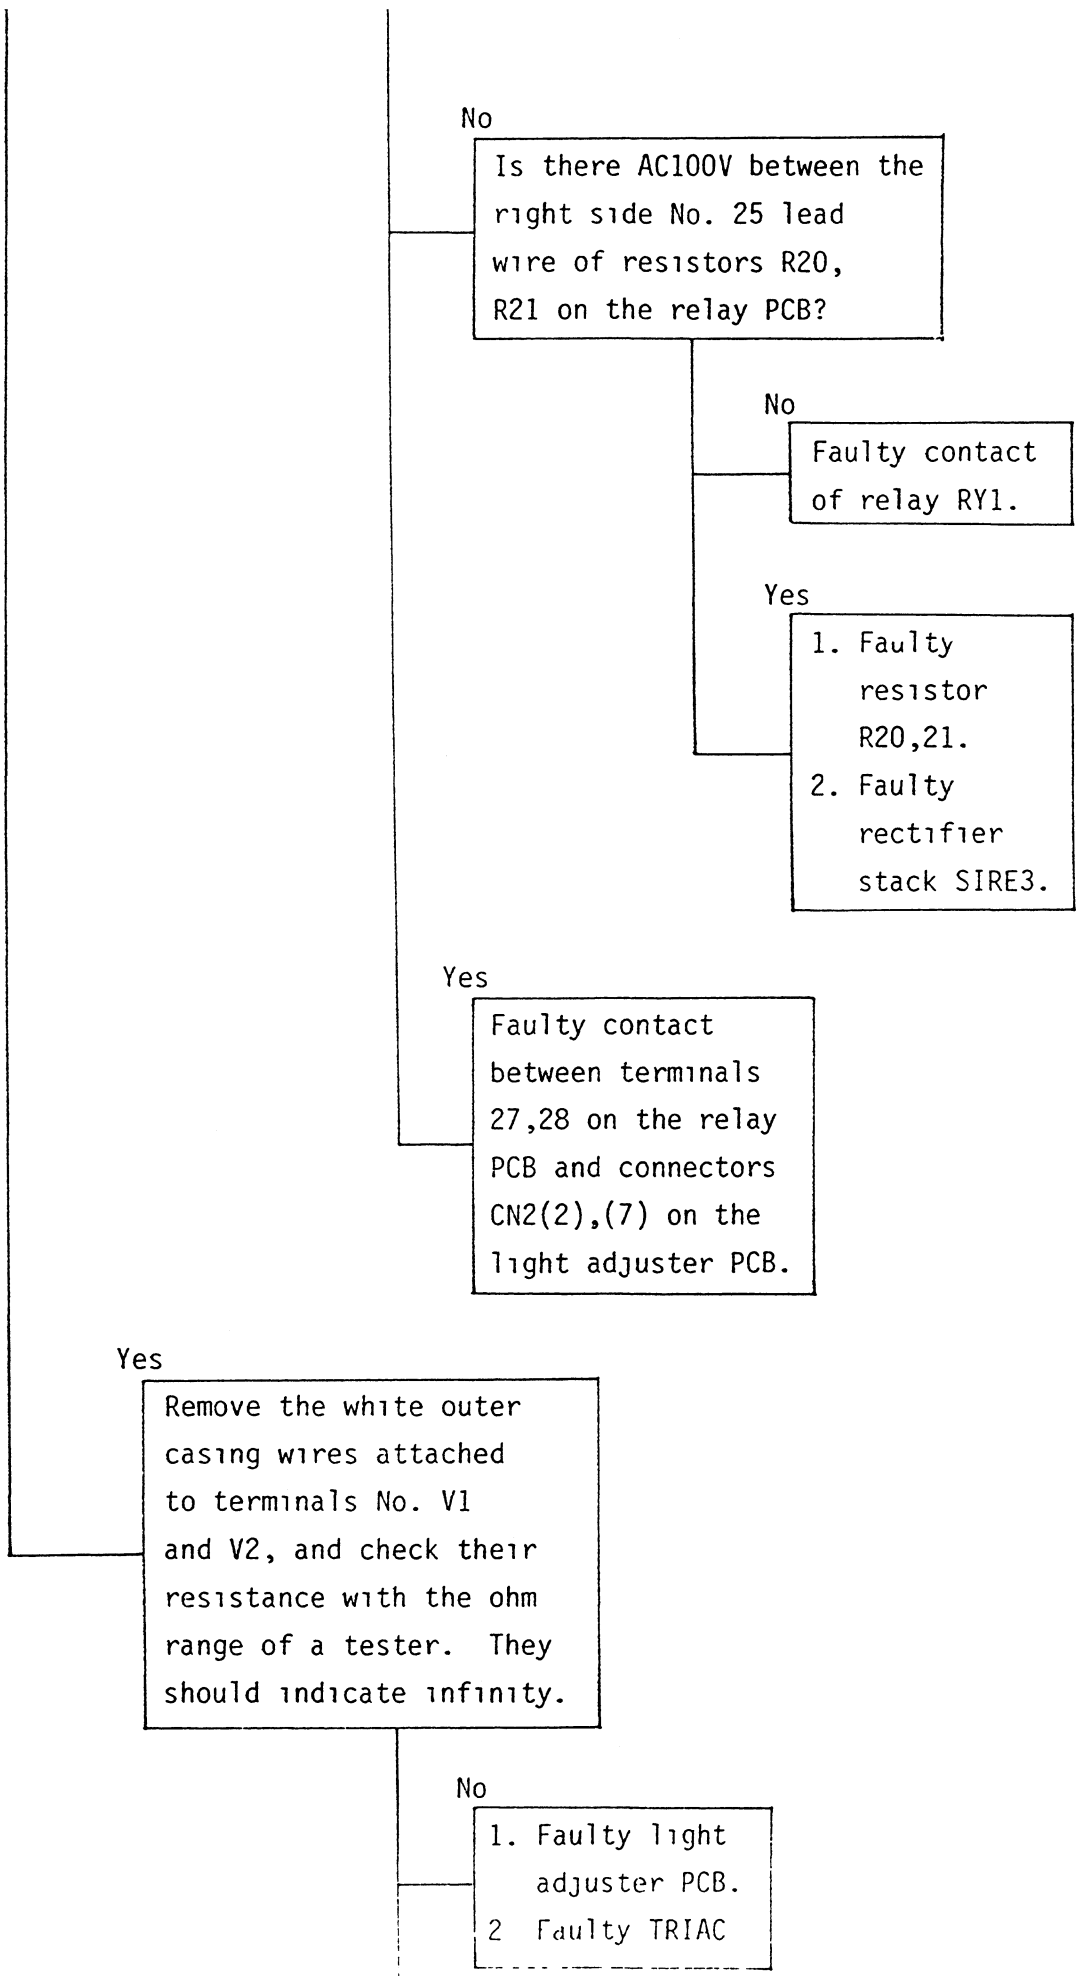 No
Is there AC100V between the
right side No. 25 lead
wire of resistors R20,
R21 on the relay PCB?
No
Faulty contact
of relay RY1.
Yes
1. Faulty
resistor
R20,21.
2. Faulty
rectifier
stack SIRE3.
Yes
Faulty contact
between terminals
27,28 on the relay
PCB and connectors
CN2(2),(7) on the
light adjuster PCB.
Yes
Remove the white outer
casing wires attached
to terminals No. V1
and V2, and check their
resistance with the ohm
range of a tester. They
should indicate infinity.
No
1. Faulty light
adjuster PCB.
2 Faulty TRIAC